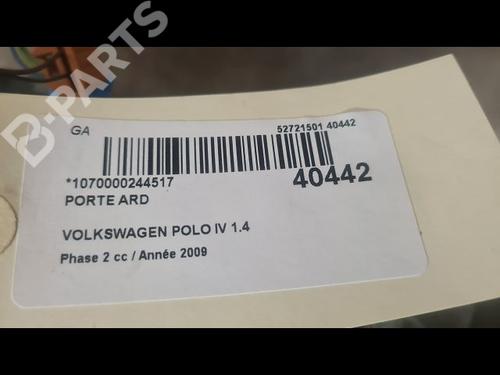 B-PARTS
GA 52721501 40442
*1070000244517 40442
PORTE ARD
VOLKSWAGEN POLO IV 1.4
Phase 2 cc / Année 2009